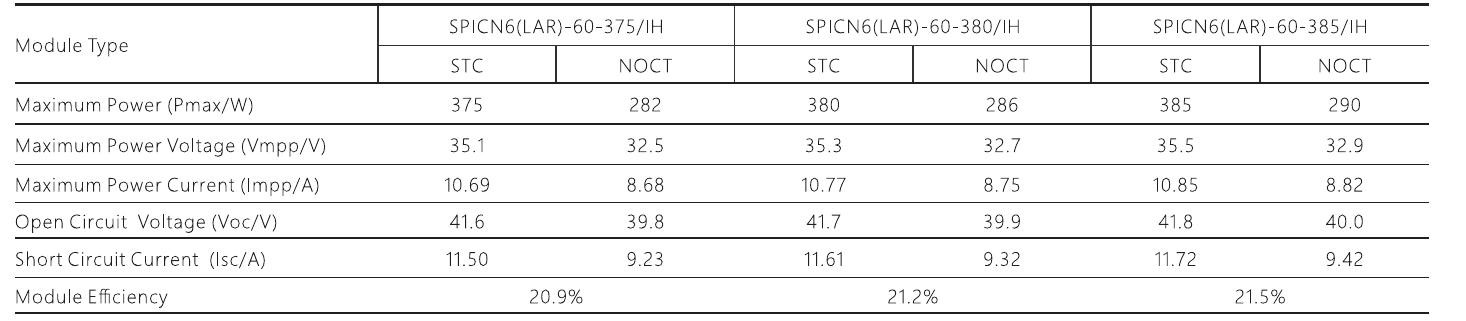 Module Type SPICN6(LAR)-60-375/IH SPICN6(LAR)-60-380/IH SPICN6(LAR)-60-385/IH
STC NOCT STC NOCT STC NOCT
Maximum Power (Pmax/W) 375 282 380 286 385 290
Maximum Power Voltage (Vmpp/V) 35.1 32.5 35.3 32.7 35.5 32.9
Maximum Power Current (Impp/A) 10.69 8.68 10.77 8.75 10.85 8.82
Open Circuit Voltage (Voc/V) 41.6 39.8 41.7 39.9 41.8 40.0
Short Circuit Current (Isc/A) 11.50 9.23 11.61 9.32 11.72 9.42
Module Efficiency 20.9% 21.2% 21.5%